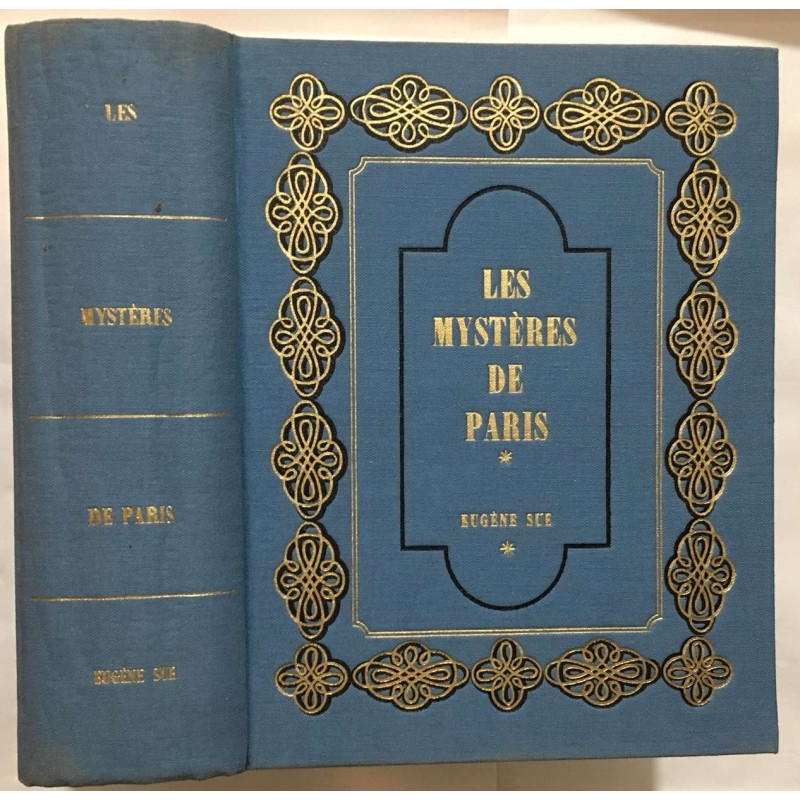 LES
MYSTÈRES
DE PARIS
EUGÈNE SUE
LES
MYSTÈRES
DE
PARIS
*
EUGÈNE SUE
*